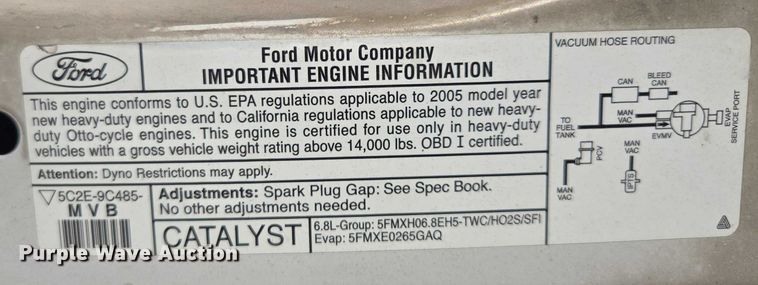 Ford
Ford Motor Company
IMPORTANT ENGINE INFORMATION
This engine conforms to U.S. EPA regulations applicable to 2005 model year
new heavy-duty engines and to California regulations applicable to new heavy-
duty Otto-cycle engines. This engine is certified for use only in heavy-duty
vehicles with a gross vehicle weight rating above 14,000 lbs. OBD I certified.
Attention: Dyno Restrictions may apply.
5C2E-9C485-
MVB
Adjustments: Spark Plug Gap: See Spec Book.
No other adjustments needed.
CATALYST
6.8L-Group: 5FMXH06.8EH5-TWC/HO2S/SFI
Evap: 5FMXE0265GAQ
VACUUM HOSE ROUTING
CAN
BLEED
CAN
TO
FUEL
TANK
MAN
VAC
EVMV
EVAP
SERVICE PORT
PCV
MAN
VAC
IPTS
MAN
VAC
Purple Wave Auction